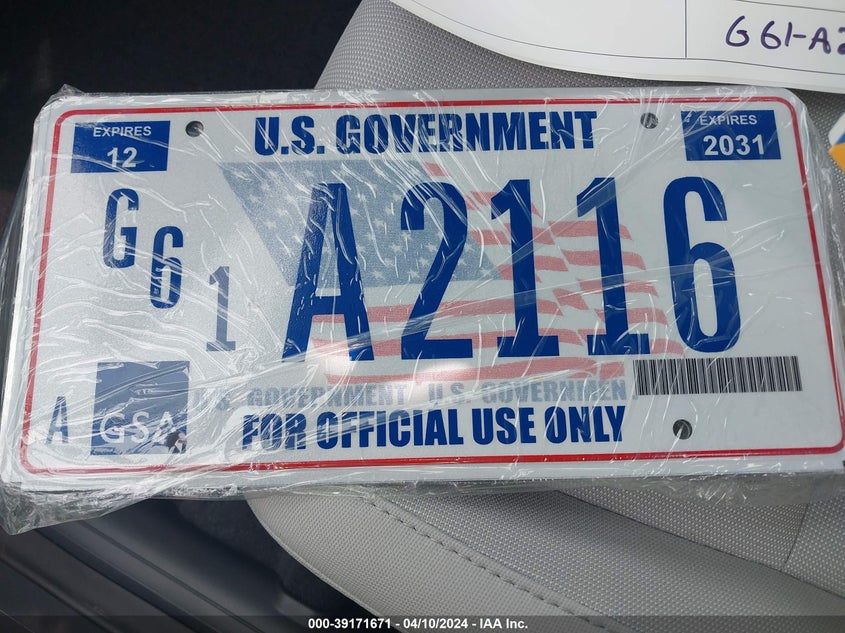 G61-A2
EXPIRES
12
U.S. GOVERNMENT
EXPIRES
2031
G61
A2116
U.S. GOVERNMENT U.S. GOVERNMENT
A
GSA
FOR OFFICIAL USE ONLY
000-39171671 - 04/10/2024 - IAA Inc.